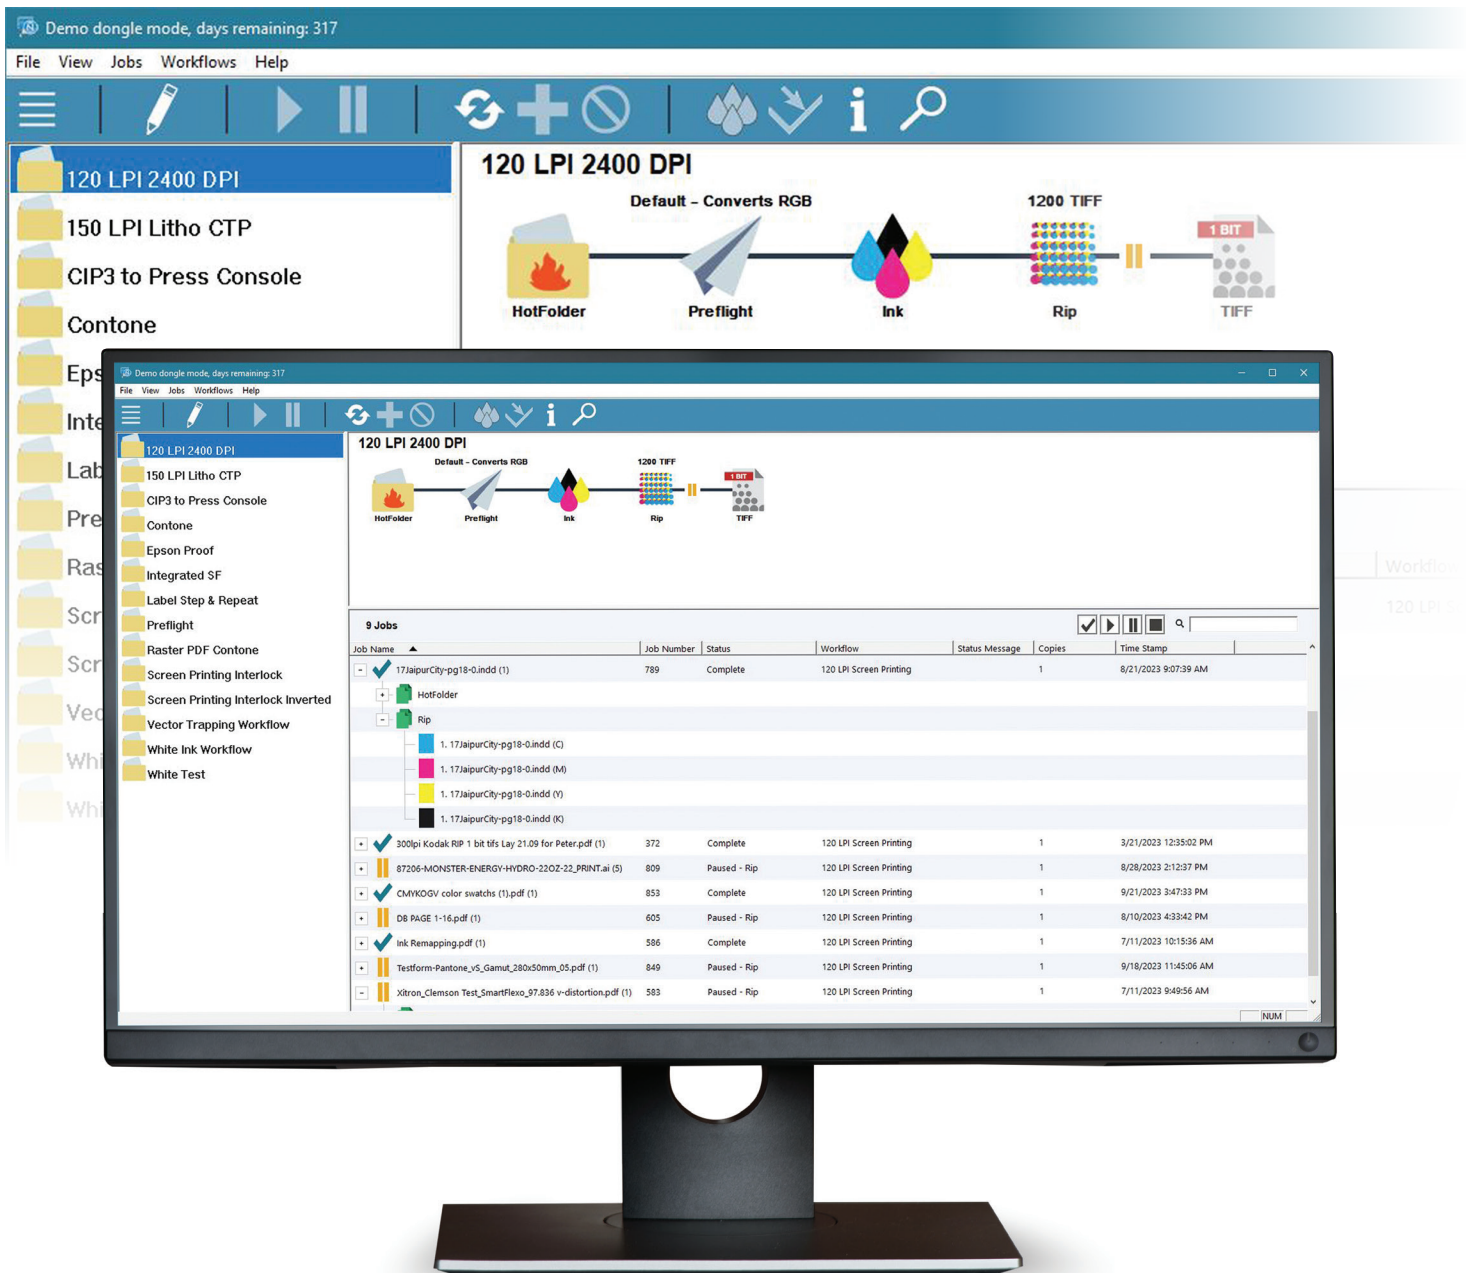 Demo dongle mode, days remaining: 317
File View Jobs Workflows Help
120 LPI 2400 DPI
150 LPI Litho CTP
CIP3 to Press Console
Contone
Eps
Inte
Lab
Pre
Ras
Scr
Scr
Vec
Whi
Whi
120 LPI 2400 DPI
Default - Converts RGB
1200 TIFF
1 BIT
HotFolder Preflight Ink Rip TIFF
Workflow
120 LPI S
Demo dongle mode, days remaining: 317
File View Jobs Workflows Help
120 LPI 2400 DPI
150 LPI Litho CTP
CIP3 to Press Console
Contone
Epson Proof
Integrated SF
Label Step & Repeat
Preflight
Raster PDF Contone
Screen Printing Interlock
Screen Printing Interlock Inverted
Vector Trapping Workflow
White Ink Workflow
White Test
120 LPI 2400 DPI
Default - Converts RGB 1200 TIFF
1 BIT
HotFolder Preflight Ink Rip TIFF
9 Jobs
Job Name Job Number Status Workflow Status Message Copies Time Stamp
17JaipurCity-pg18-0.indd (1) 789 Complete 120 LPI Screen Printing 1 8/21/2023 9:07:39 AM
HotFolder
Rip
1. 17JaipurCity-pg18-0.indd (C)
1. 17JaipurCity-pg18-0.indd (M)
1. 17JaipurCity-pg18-0.indd (Y)
1. 17JaipurCity-pg18-0.indd (K)
300lpi Kodak RIP 1 bit tifs Lay 21.09 for Peter.pdf (1) 372 Complete 120 LPI Screen Printing 1 3/21/2023 12:35:02 PM
87206-MONSTER-ENERGY-HYDRO-22OZ-22_PRINT.ai (5) 809 Paused - Rip 120 LPI Screen Printing 1 8/28/2023 2:12:37 PM
CMYKOGV color swatchs (1).pdf (1) 853 Complete 120 LPI Screen Printing 1 9/21/2023 3:47:33 PM
DB PAGE 1-16.pdf (1) 605 Paused - Rip 120 LPI Screen Printing 1 8/10/2023 4:33:42 PM
Ink Remapping.pdf (1) 586 Complete 120 LPI Screen Printing 1 7/11/2023 10:15:36 AM
Testform-Pantone_vS_Gamut_280x50mm_05.pdf (1) 849 Paused - Rip 120 LPI Screen Printing 1 9/18/2023 11:45:06 AM
Xitron_Clemson Test_SmartFlexo_97.836 v-distortion.pdf (1) 583 Paused - Rip 120 LPI Screen Printing 1 7/11/2023 9:49:56 AM
NUM